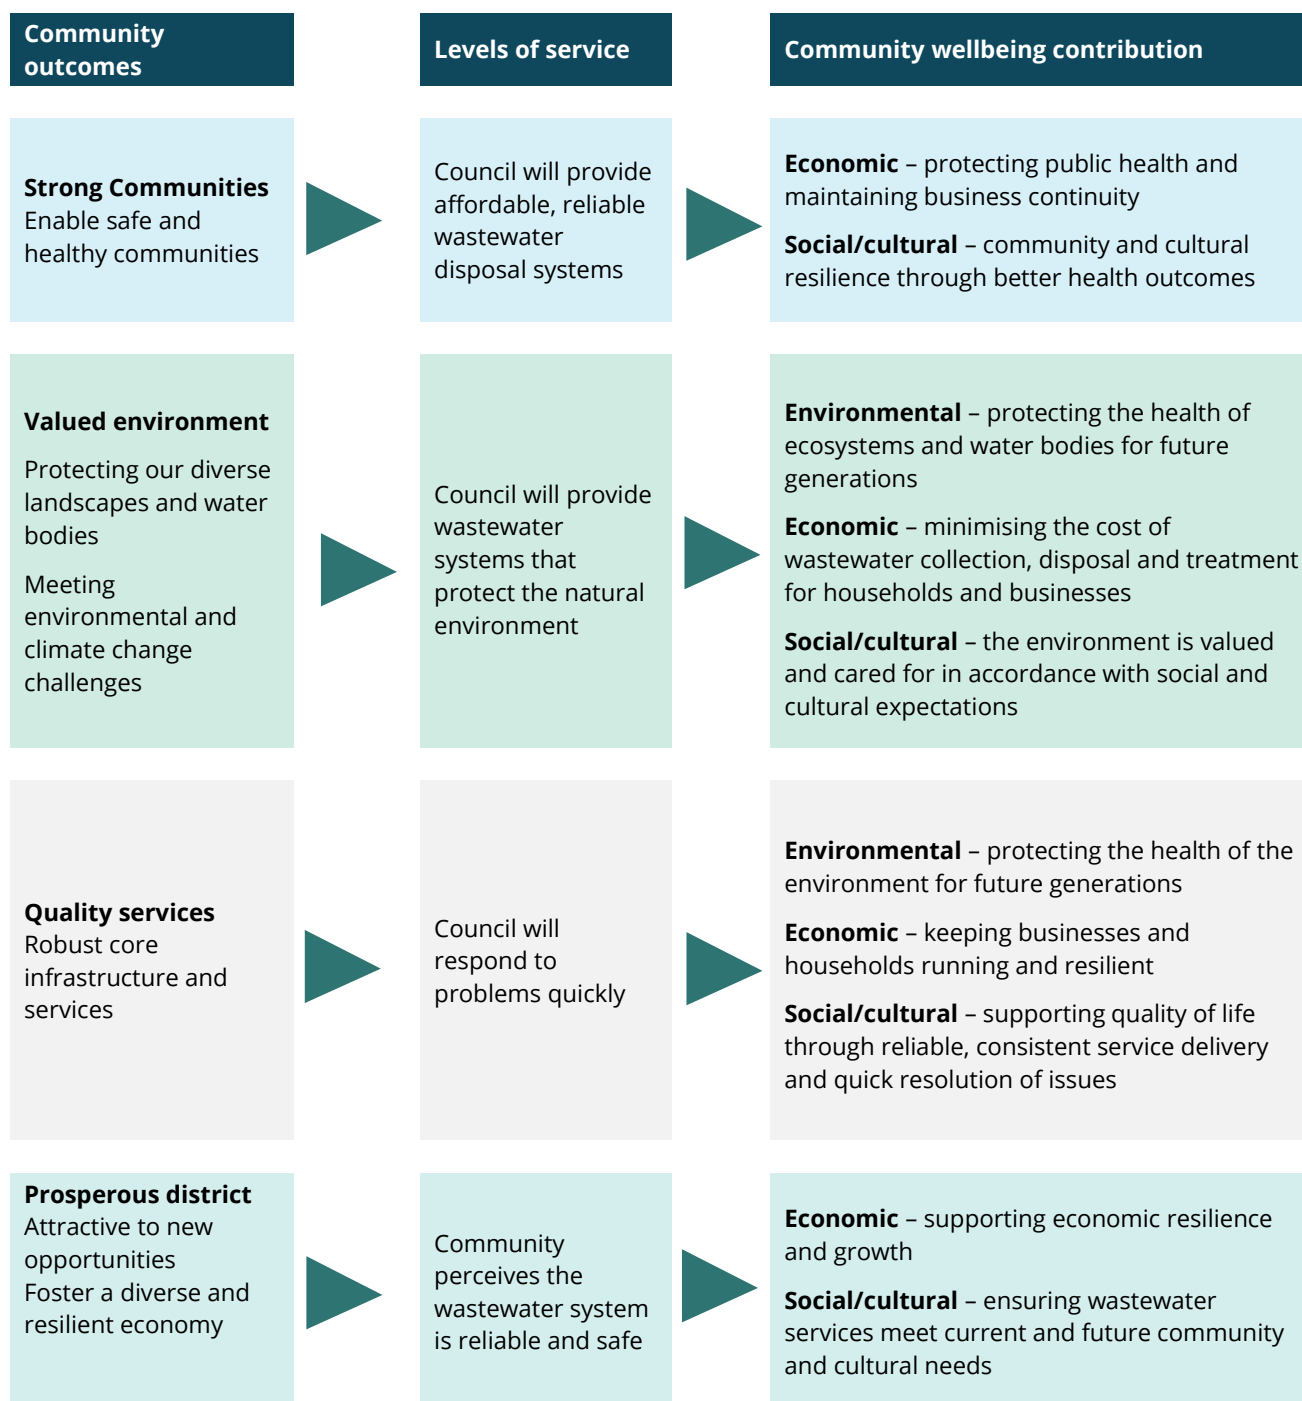 Community
outcomes
Levels of service
Community wellbeing contribution
Strong Communities
Enable safe and
healthy communities
Council will provide
affordable, reliable
wastewater
disposal systems
Economic – protecting public health and
maintaining business continuity
Social/cultural – community and cultural
resilience through better health outcomes
Valued environment
Protecting our diverse
landscapes and water
bodies
Meeting
environmental and
climate change
challenges
Council will provide
wastewater
systems that
protect the natural
environment
Environmental – protecting the health of
ecosystems and water bodies for future
generations
Economic – minimising the cost of
wastewater collection, disposal and treatment
for households and businesses
Social/cultural – the environment is valued
and cared for in accordance with social and
cultural expectations
Quality services
Robust core
infrastructure and
services
Council will
respond to
problems quickly
Environmental – protecting the health of the
environment for future generations
Economic – keeping businesses and
households running and resilient
Social/cultural – supporting quality of life
through reliable, consistent service delivery
and quick resolution of issues
Prosperous district
Attractive to new
opportunities
Foster a diverse and
resilient economy
Community
perceives the
wastewater system
is reliable and safe
Economic – supporting economic resilience
and growth
Social/cultural – ensuring wastewater
services meet current and future community
and cultural needs